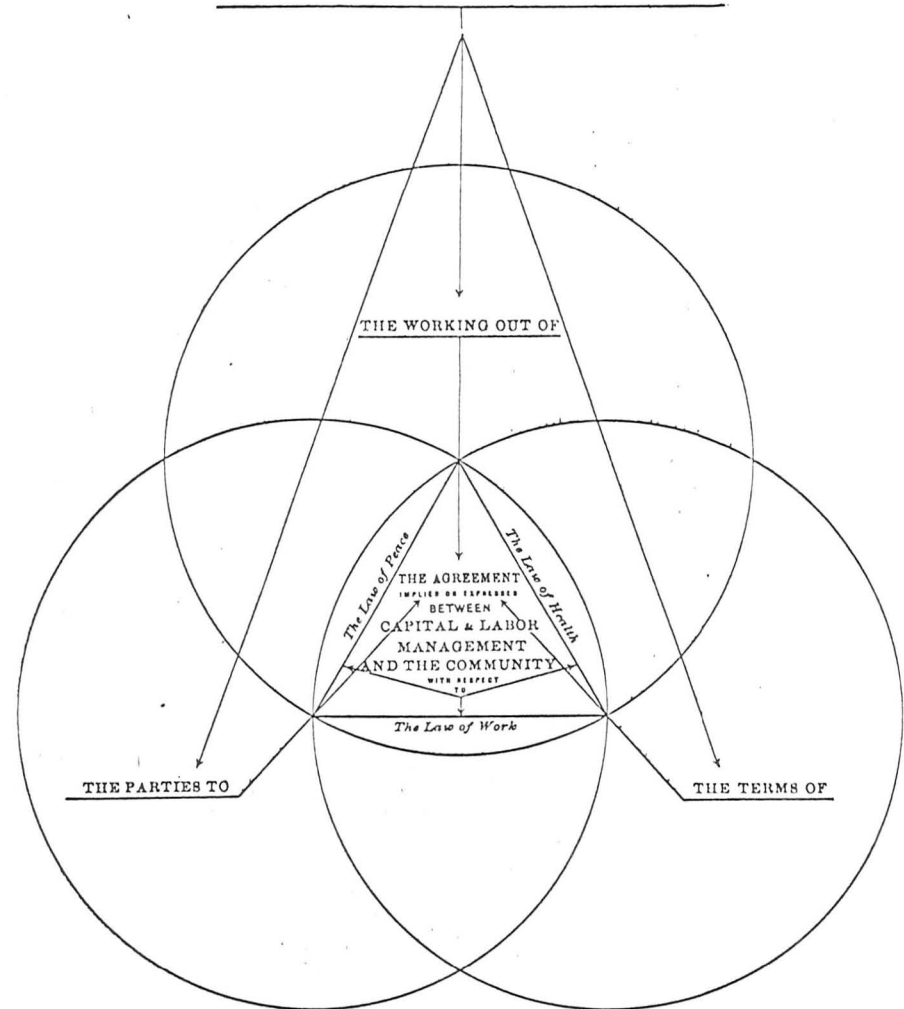 THE WORKING OUT OF
The Law of Peace
The Law of Health
THE AGREEMENT
IMPLIED OR EXPRESSED
BETWEEN
CAPITAL & LABOR
MANAGEMENT
AND THE COMMUNITY
WITH RESPECT
TO
The Law of Work
THE PARTIES TO
THE TERMS OF